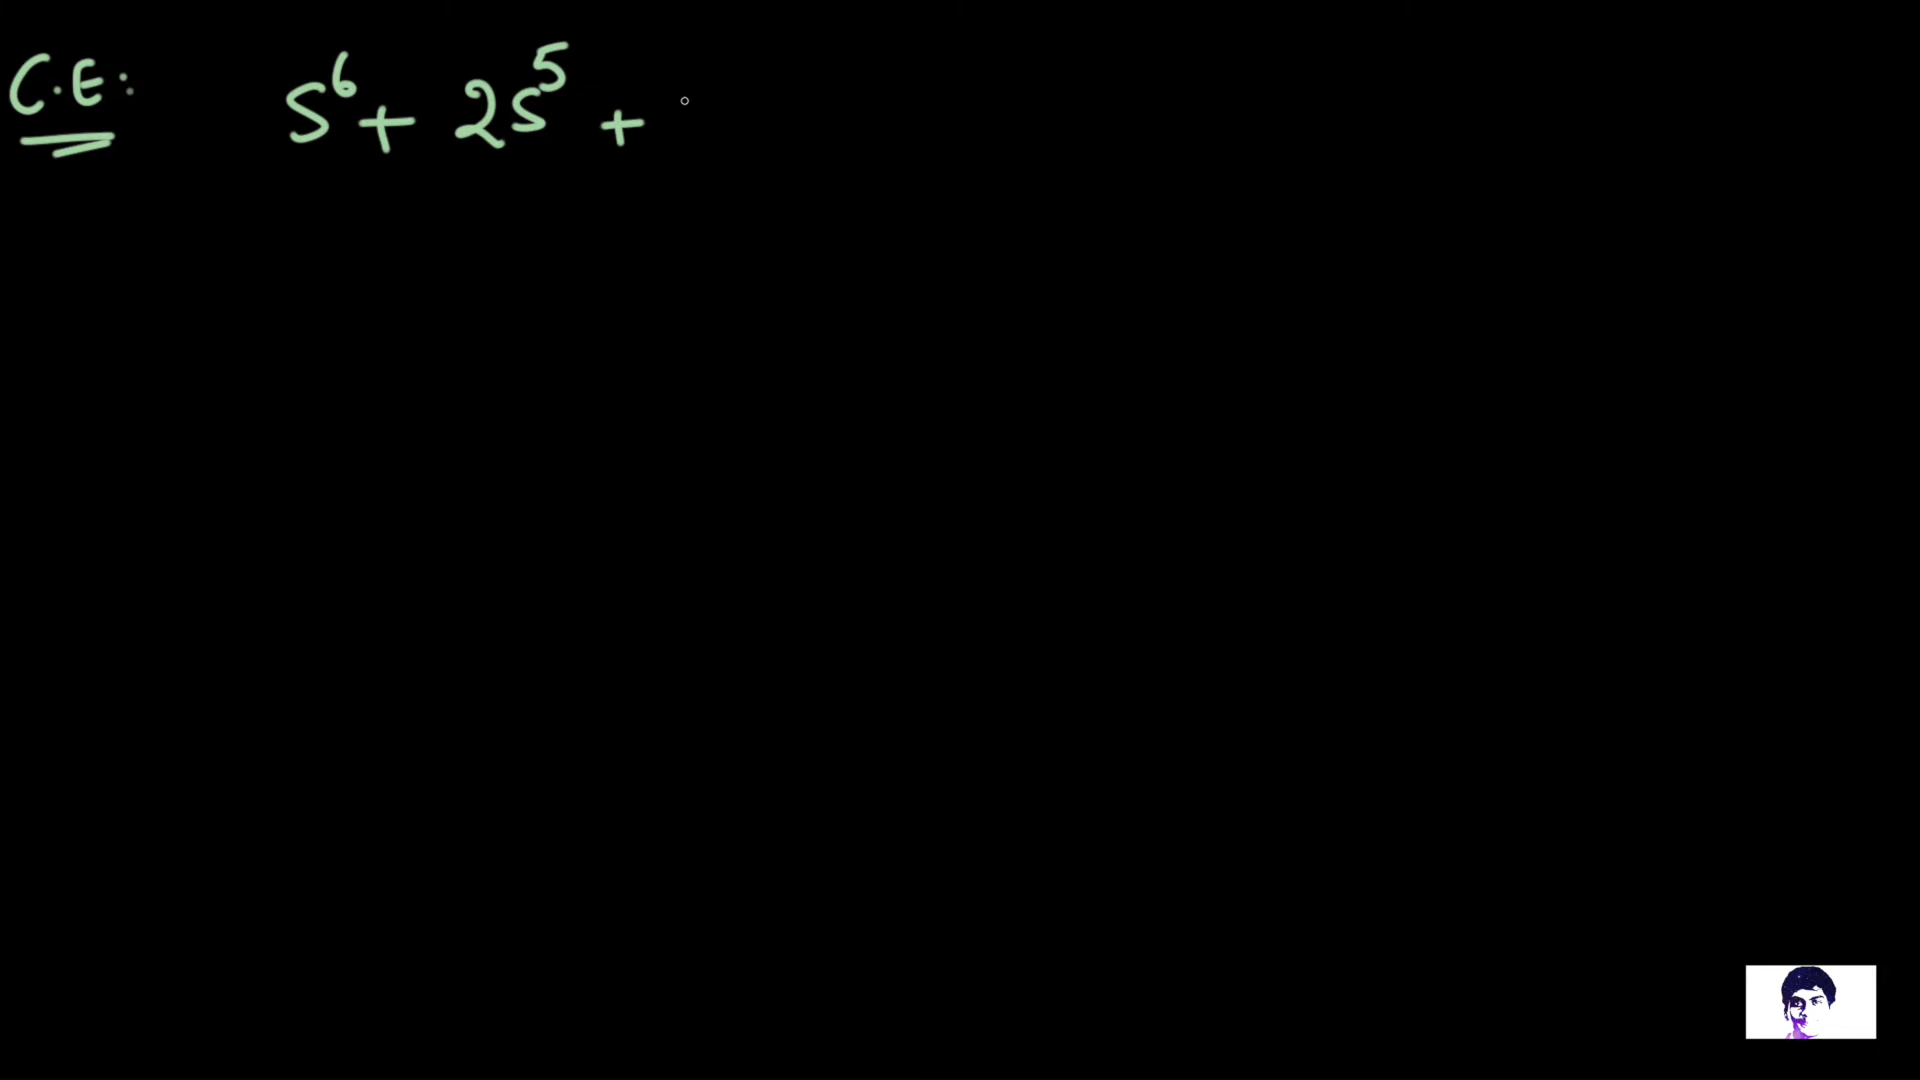 C.E: S⁶ + 2S⁵ +